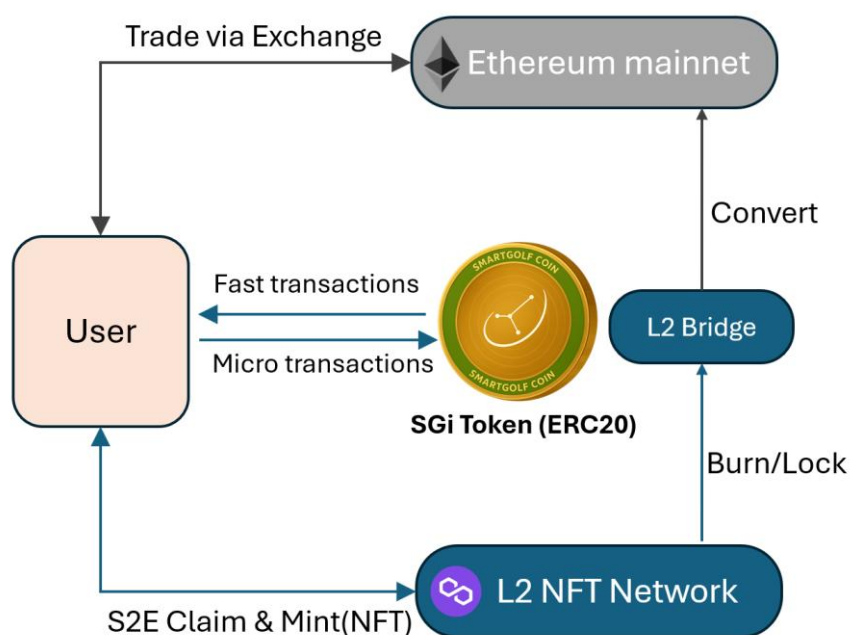 Trade via Exchange
Ethereum mainnet
Convert
Fast transactions
User
Micro transactions
SMARTGOLF COIN
SMARTGOLF COIN
L2 Bridge
SGi Token (ERC20)
Burn/Lock
L2 NFT Network
S2E Claim & Mint(NFT)